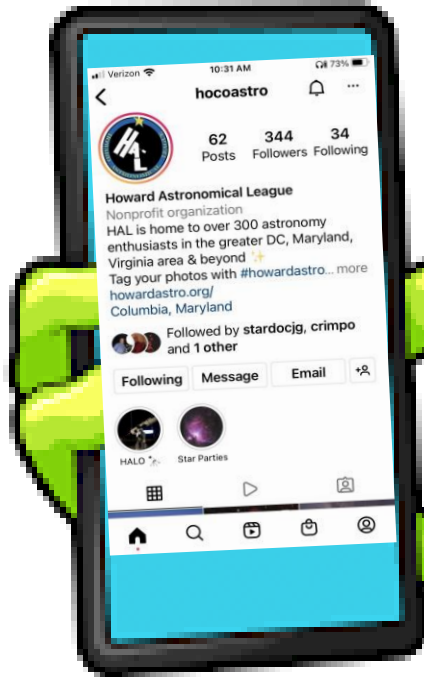 Verizon 10:31 AM 73%
hocoastro
HAL
62 344 34
Posts Followers Following
Howard Astronomical League
Nonprofit organization
HAL is home to over 300 astronomy
enthusiasts in the greater DC, Maryland,
Virginia area & beyond
Tag your photos with #howardastro... more
howardastro.org/
Columbia, Maryland
Followed by stardocjg, crimpo
and 1 other
Following Message Email
HALO Star Parties